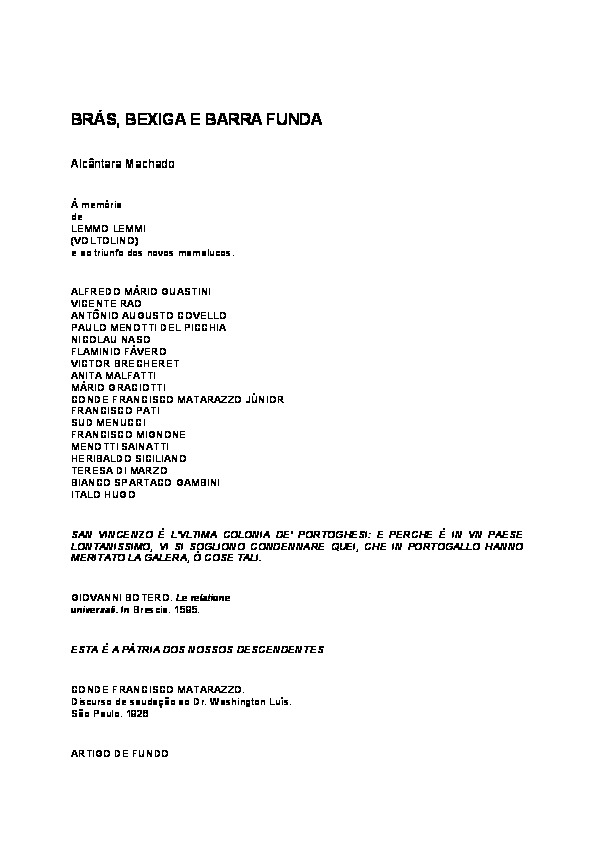 BRÁS, BEXIGA E BARRA FUNDA
Alcântara Machado
À memória
de
LEMMO LEMMI
(VOLTOLINO)
e ao triunfo dos novos mamalucos.
ALFREDO MÁRIO GUASTINI
VICENTE RAO
ANTÔNIO AUGUSTO COVELLO
PAULO MENOTTI DEL PICCHIA
NICOLAU NASO
FLAMINIO FÁVERO
VICTOR BRECHERET
ANITA MALFATTI
MÁRIO GRACIOTTI
CONDE FRANCISCO MATARAZZO JÚNIOR
FRANCISCO PATI
SUD MENUCCI
FRANCISCO MIGNONE
MENOTTI SAINATTI
HERIBALDO SICILIANO
TERESA DI MARZO
BIANCO SPARTACO GAMBINI
ITALO HUGO
SAN VINCENZO É L'VLTIMA COLONIA DE' PORTOGHESI: E PERCHE É IN VN PAESE
LONTANISSIMO, VI SI SOGLIONO CONDENNARE QUEI, CHE IN PORTOGALLO HANNO
MERITATO LA GALERA, Ó COSE TALI.
GIOVANNI BOTERO. Le relatione
universali. In Brescia. 1595.
ESTA É A PÁTRIA DOS NOSSOS DESCENDENTES
CONDE FRANCISCO MATARAZZO.
Discurso de saudação ao Dr. Washington Luís.
São Paulo. 1926
ARTIGO DE FUNDO